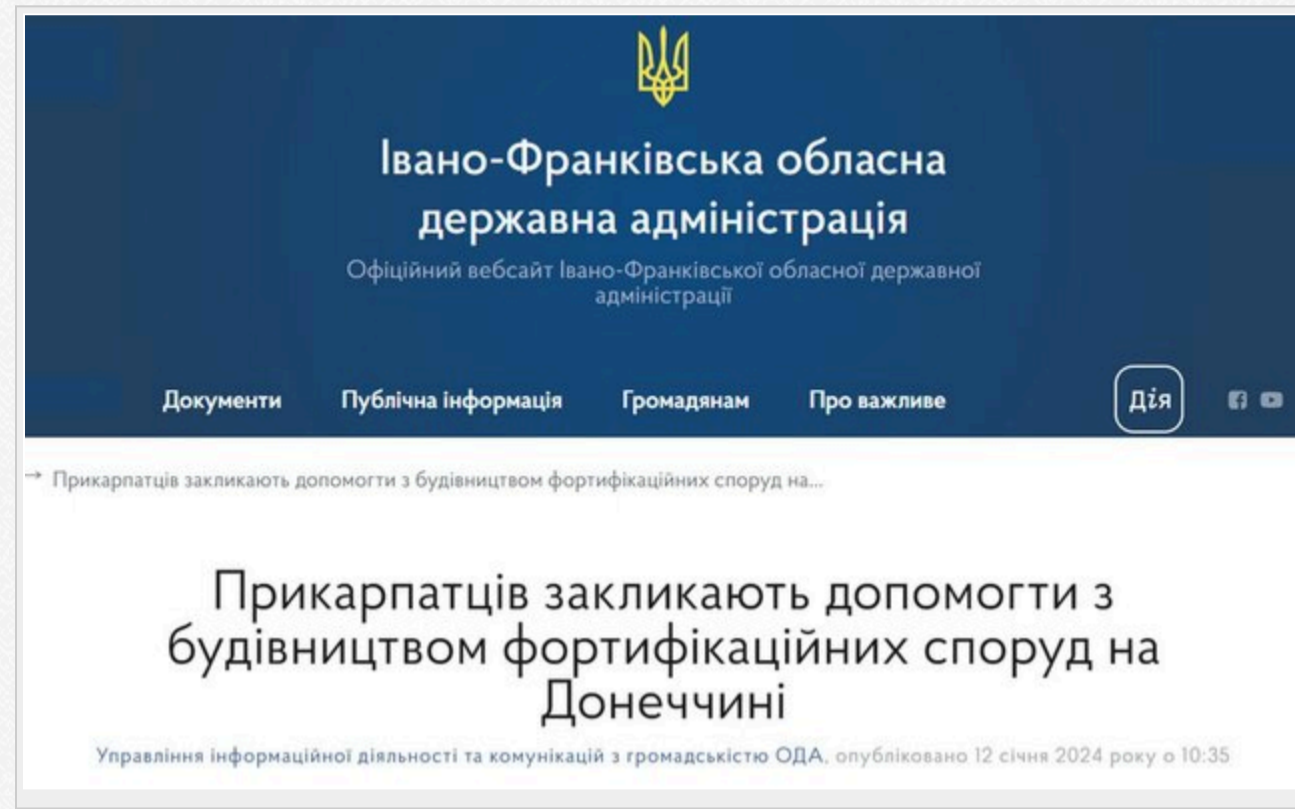 Івано-Франківська обласна
державна адміністрація
Офіційний вебсайт Івано-Франківської обласної державної
адміністрації
Документи Публічна інформація Громадянам Про важливе Дія
→ Прикарпатців закликають допомогти з будівництвом фортифікаційних споруд на...
Прикарпатців закликають допомогти з
будівництвом фортифікаційних споруд на
Донеччині
Управління інформаційної діяльності та комунікацій з громадськістю ОДА, опубліковано 12 січня 2024 року о 10:35